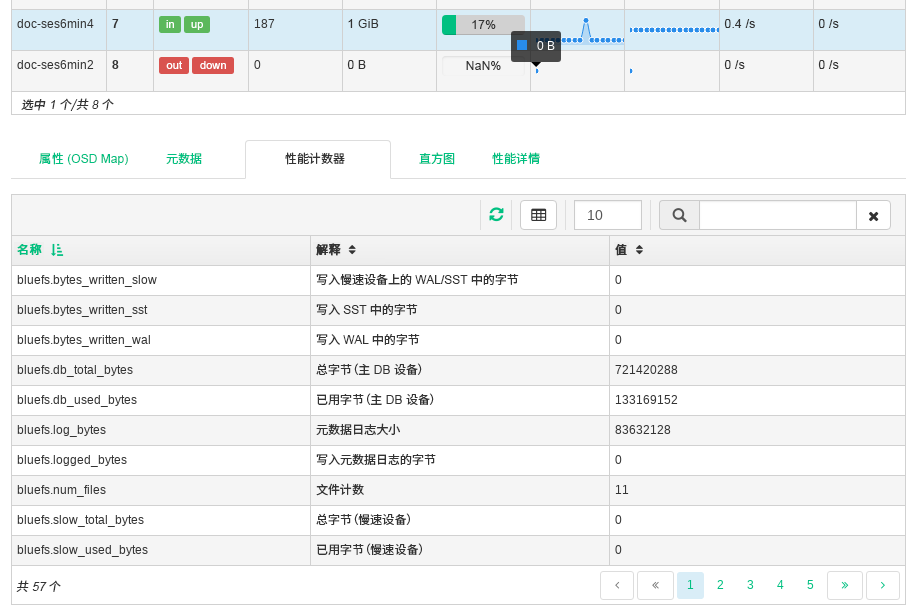 doc-ses6min4 7 in up 187 1 GiB 17% 0.4 /s 0 /s
0 B
doc-ses6min2 8 out down 0 0 B NaN% 0 /s 0 /s
选中 1 个/共 8 个
属性 (OSD Map) 元数据 性能计数器 直方图 性能详情
10
名称 解释 值
bluefs.bytes_written_slow 写入慢速设备上的 WAL/SST 中的字节 0
bluefs.bytes_written_sst 写入 SST 中的字节 0
bluefs.bytes_written_wal 写入 WAL 中的字节 0
bluefs.db_total_bytes 总字节(主 DB 设备) 721420288
bluefs.db_used_bytes 已用字节(主 DB 设备) 133169152
bluefs.log_bytes 元数据日志大小 83632128
bluefs.logged_bytes 写入元数据日志的字节 0
bluefs.num_files 文件计数 11
bluefs.slow_total_bytes 总字节(慢速设备) 0
bluefs.slow_used_bytes 已用字节(慢速设备) 0
共 57 个 ‹ « 1 2 3 4 5 » ›